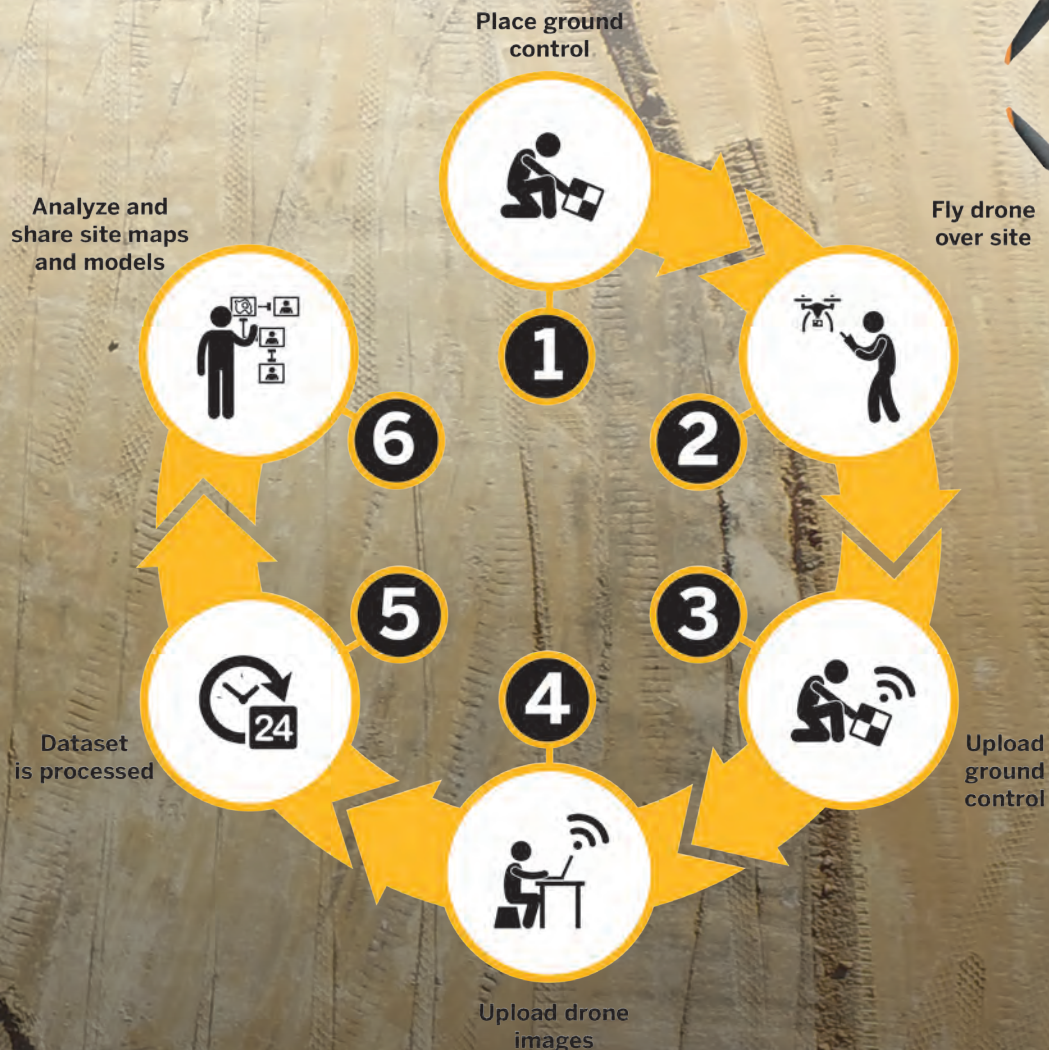 Place ground
control
1
Fly drone
over site
2
Upload
ground
control
3
Upload drone
images
4
Dataset
is processed
24
5
Analyze and
share site maps
and models
6